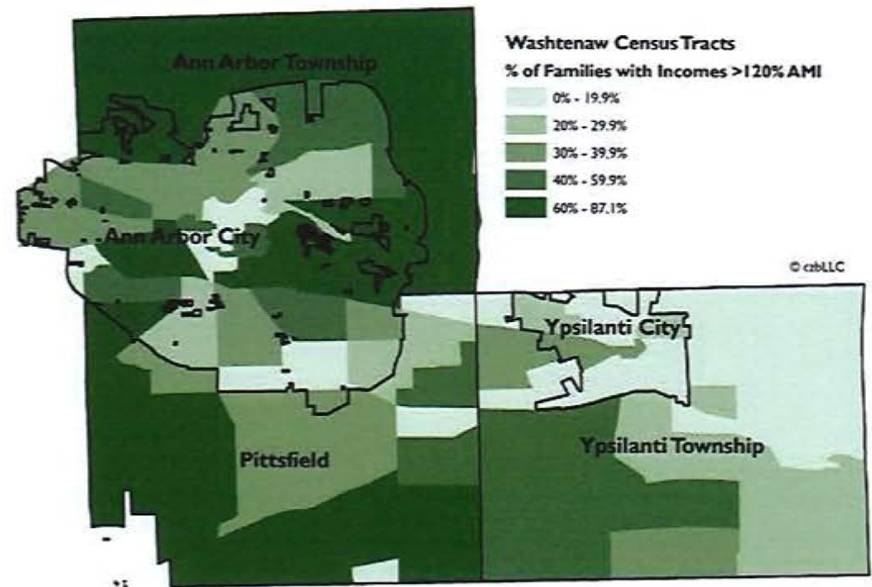 Ann Arbor Township
Washtenaw Census Tracts
% of Families with Incomes >120% AMI
0% - 19.9%
20% - 29.9%
30% - 39.9%
40% - 59.9%
60% - 87.1%
Ann Arbor City
© czbLLC
Ypsilanti City
Pittsfield
Ypsilanti Township